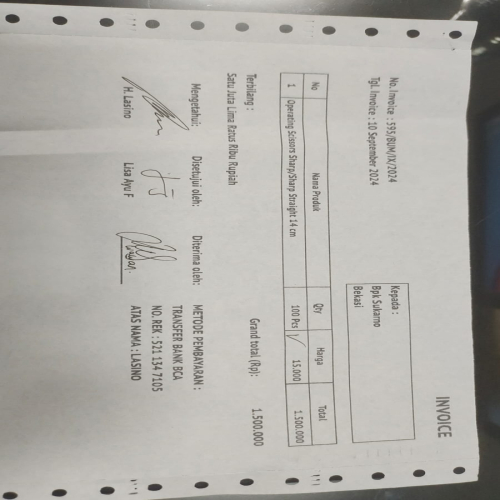 INVOICE
No. Invoice : 593/BUM/IX/2024
Tgl. Invoice : 10 September 2024
Kepada :
Bpk Sukarno
Bekasi
No Nama Produk Qty Harga Total
1 Operating Scissors Sharp/Sharp Straight 14 cm 100 Pcs 15.000 1.500.000
Grand total (Rp): 1.500.000
Terbilang :
Satu Juta Lima Ratus Ribu Rupiah
Mengetahui: Disetujui oleh: Diterima oleh:
H. Lasino Lisa Ayu F
METODE PEMBAYARAN :
TRANSFER BANK BCA
NO. REK : 521 134 7105
ATAS NAMA : LASINO